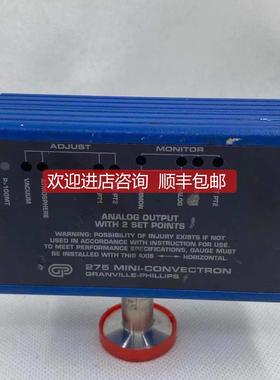 ADJUST
MONITOR
P-100MT
VACUUM
PT2
PT2
欢迎进店咨询 顺丰包邮
ANALOG OUTPUT
WITH 2 SET POINTS
WARNING: POSSIBILITY OF INJURY EXISTS IF NOT
USED IN ACCORDANCE WITH INSTRUCTION FOR USE.
TO MEET PERFORMANCE SPECIFICATIONS, GAUGE MUST
BE INSTALLED WITH THIS AXIS ↔ HORIZONTAL
GP
275 MINI-CONVECTRON
GRANVILLE-PHILLIPS